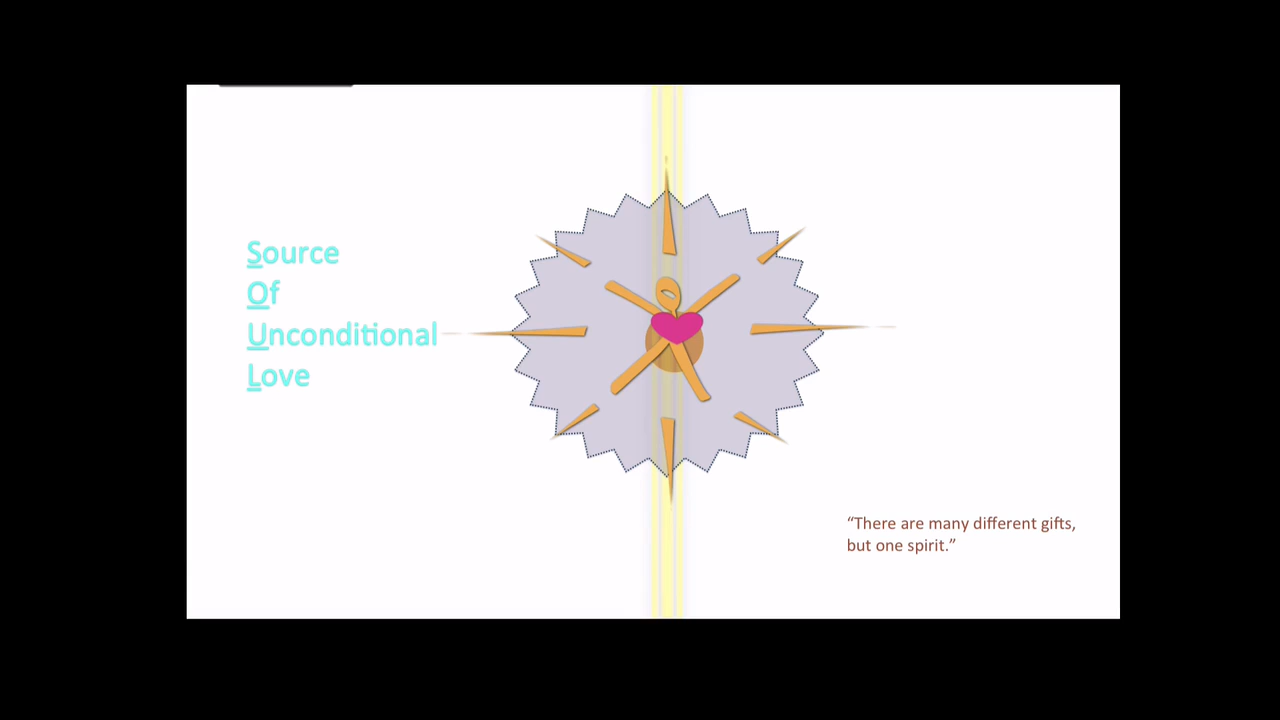 Source
Of
Unconditional
Love
“There are many different gifts,
but one spirit.”